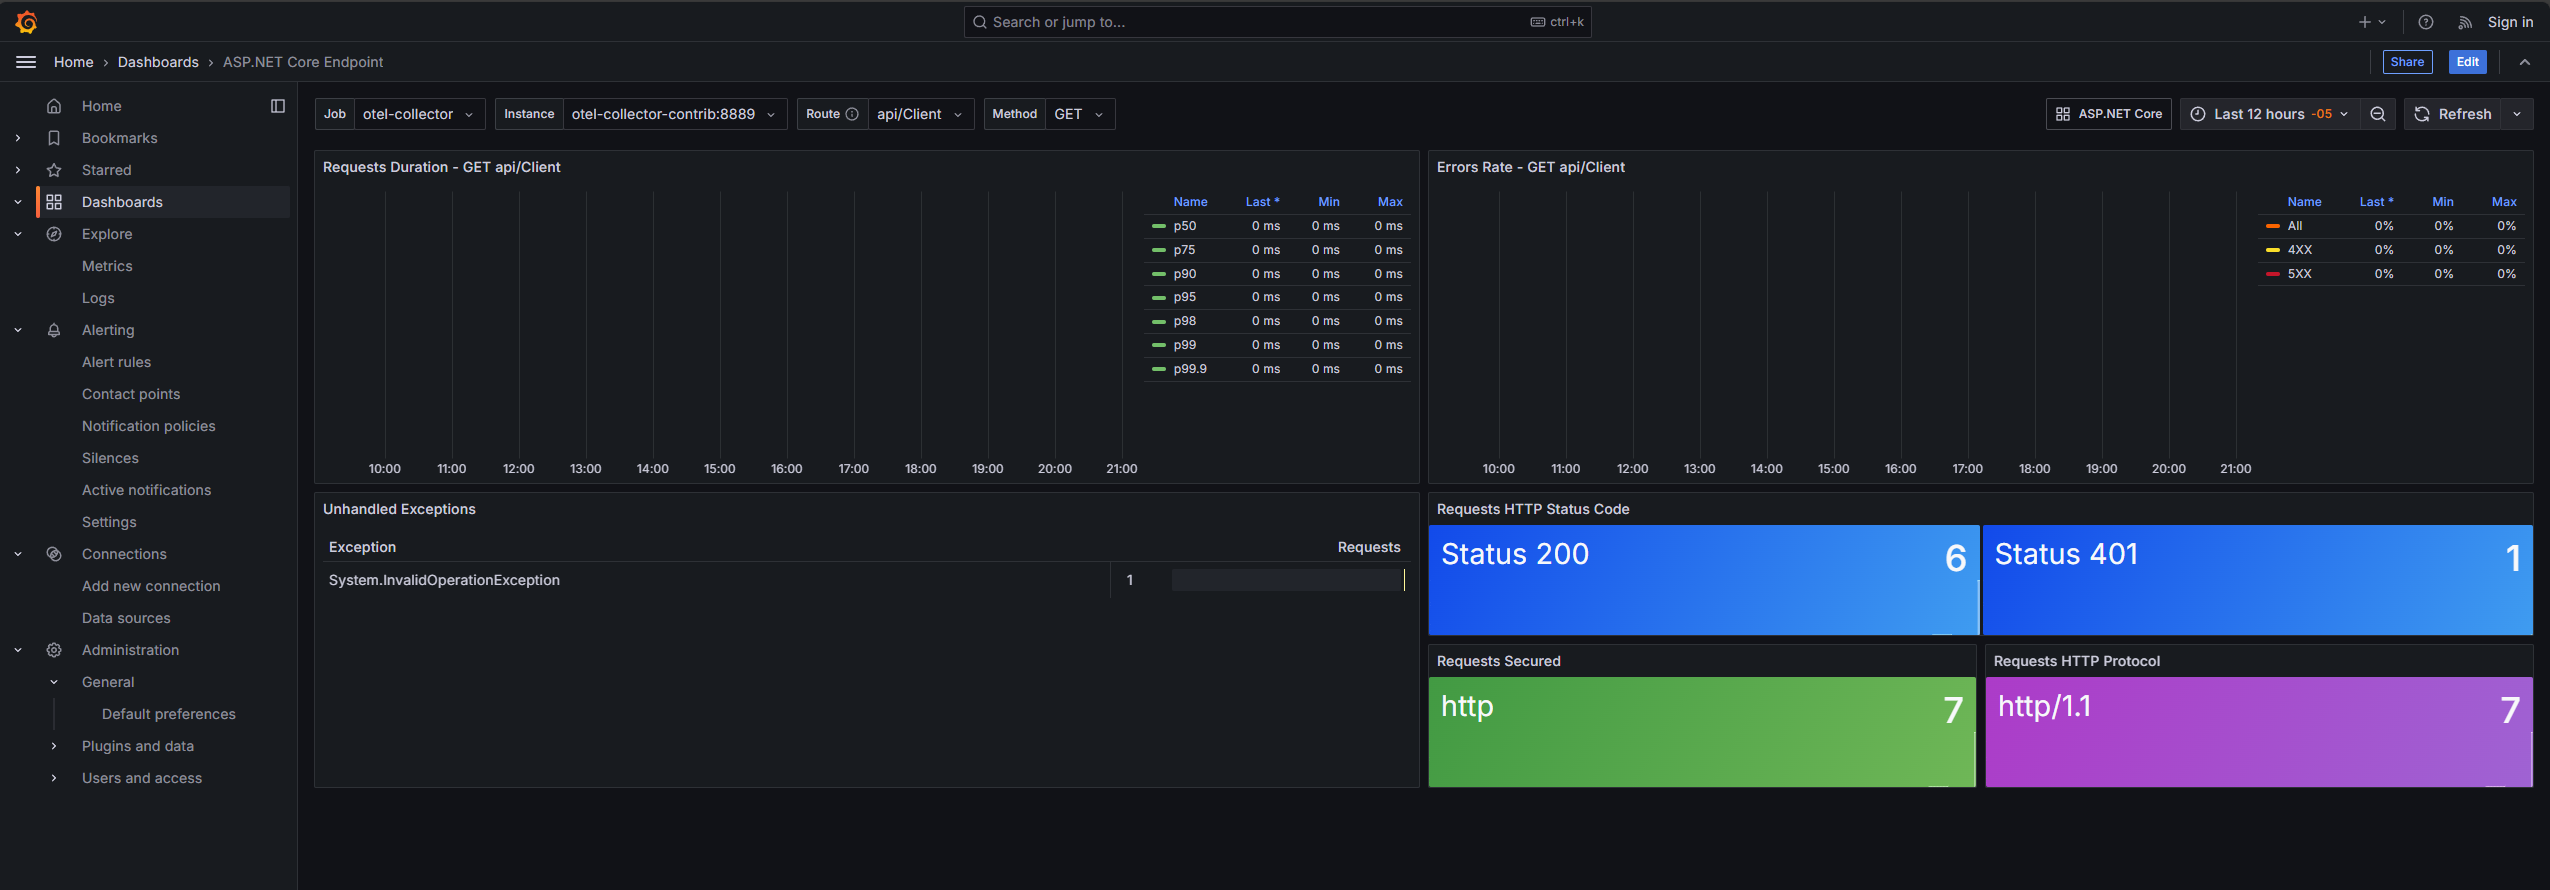 Search or jump to...
ctrl+k
Sign in
Home › Dashboards › ASP.NET Core Endpoint
Share
Edit
Home
Bookmarks
Starred
Dashboards
Explore
Metrics
Logs
Alerting
Alert rules
Contact points
Notification policies
Silences
Active notifications
Settings
Connections
Add new connection
Data sources
Administration
General
Default preferences
Plugins and data
Users and access
Job otel-collector
Instance otel-collector-contrib:8889
Route api/Client
Method GET
ASP.NET Core
Last 12 hours -05
Refresh
Requests Duration - GET api/Client
Name Last * Min Max
p50 0 ms 0 ms 0 ms
p75 0 ms 0 ms 0 ms
p90 0 ms 0 ms 0 ms
p95 0 ms 0 ms 0 ms
p98 0 ms 0 ms 0 ms
p99 0 ms 0 ms 0 ms
p99.9 0 ms 0 ms 0 ms
10:00 11:00 12:00 13:00 14:00 15:00 16:00 17:00 18:00 19:00 20:00 21:00
Errors Rate - GET api/Client
Name Last * Min Max
All 0% 0% 0%
4XX 0% 0% 0%
5XX 0% 0% 0%
10:00 11:00 12:00 13:00 14:00 15:00 16:00 17:00 18:00 19:00 20:00 21:00
Unhandled Exceptions
Exception Requests
System.InvalidOperationException 1
Requests HTTP Status Code
Status 200 6
Status 401 1
Requests Secured
http 7
Requests HTTP Protocol
http/1.1 7